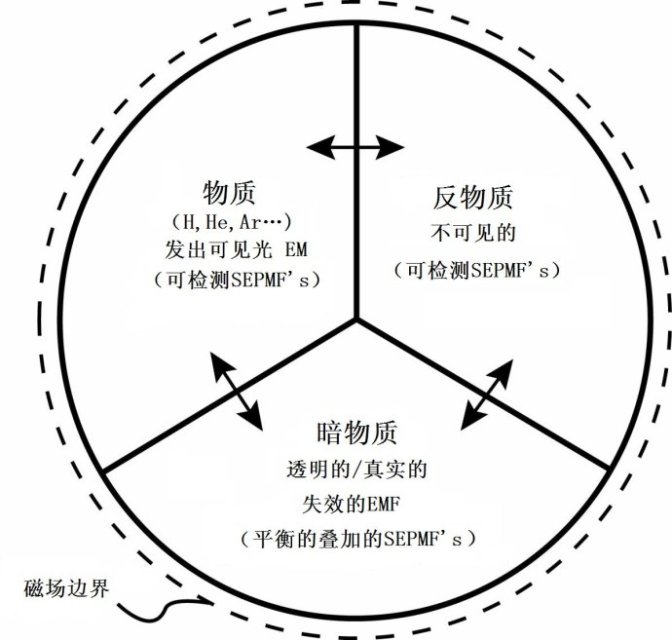 物质
(H,He,Ar…)
发出可见光 EM
(可检测SEPMF's)
反物质
不可见的
(可检测SEPMF's)
暗物质
透明的/真实的
失效的EMF
(平衡的叠加的SEPMF's)
磁场边界